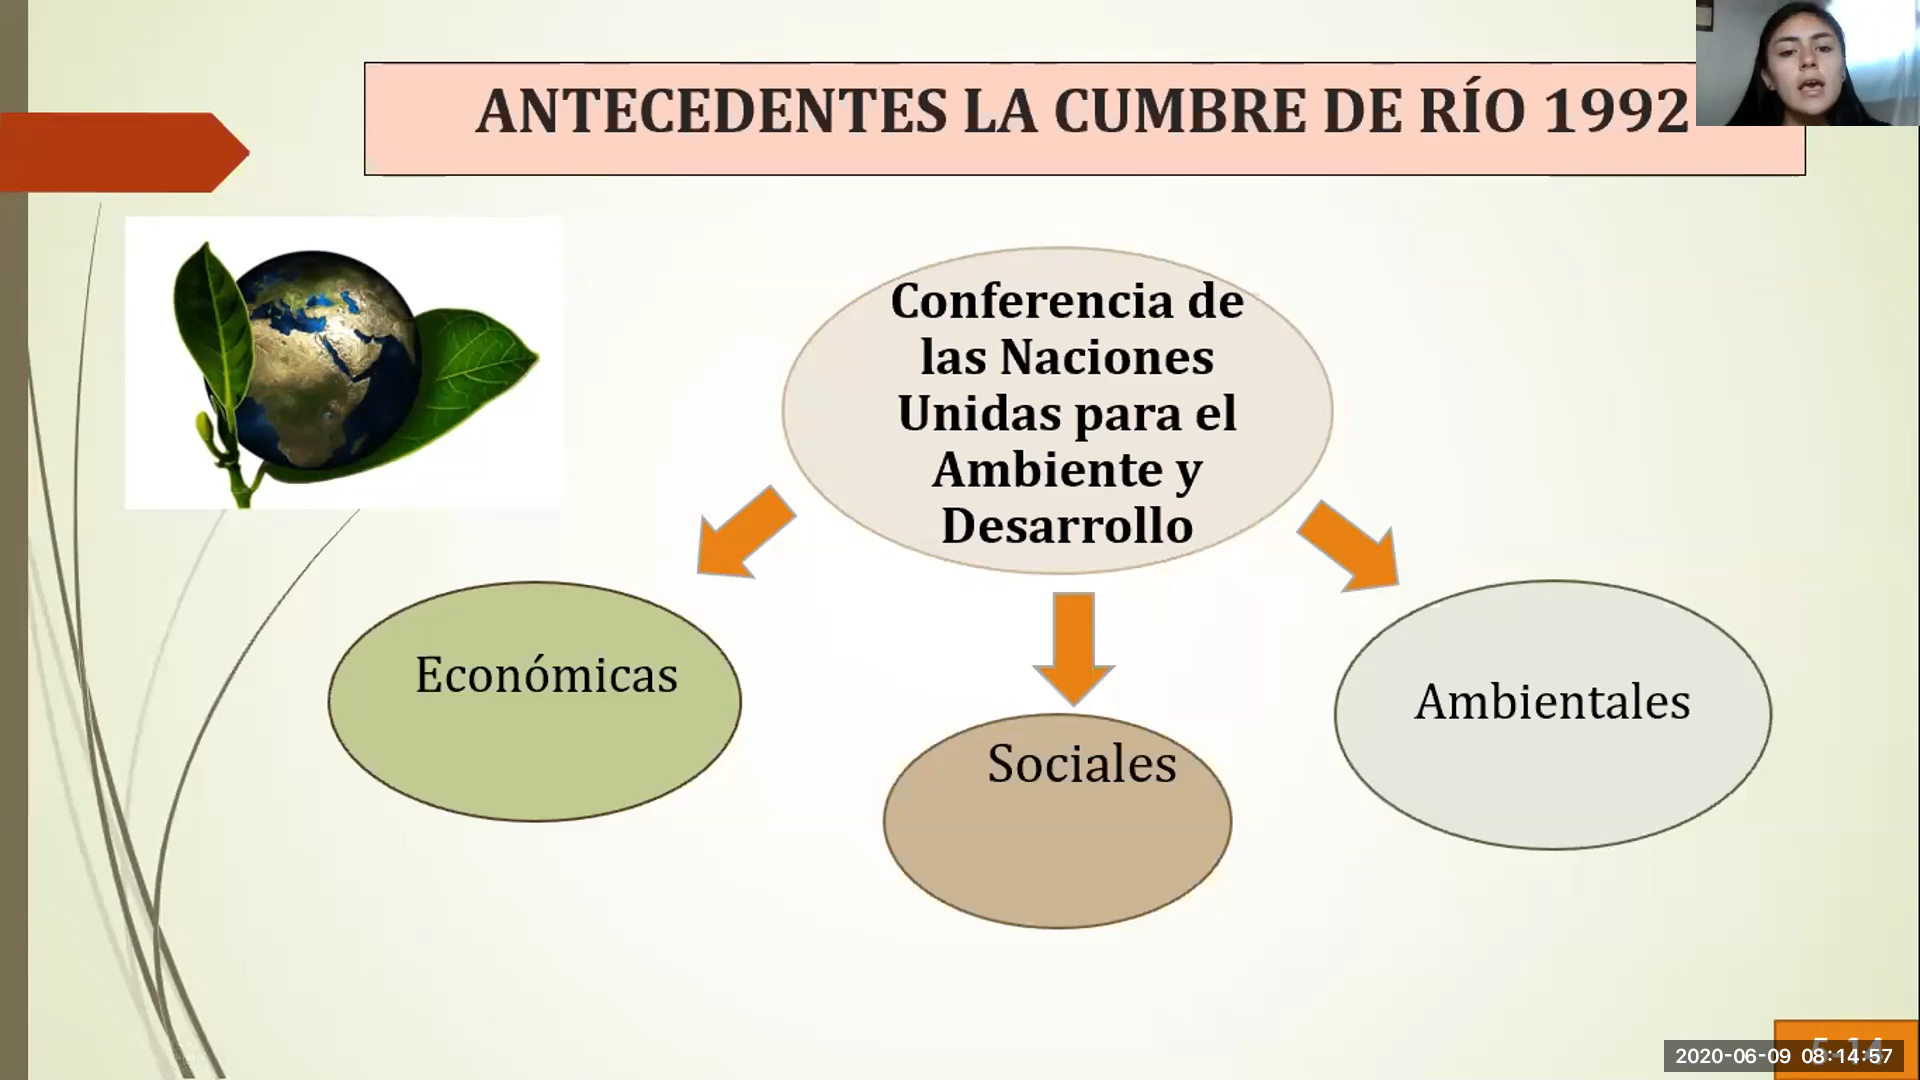 ANTECEDENTES LA CUMBRE DE RÍO 1992
Conferencia de
las Naciones
Unidas para el
Ambiente y
Desarrollo
Económicas
Sociales
Ambientales
2020-06-09 08:14:57